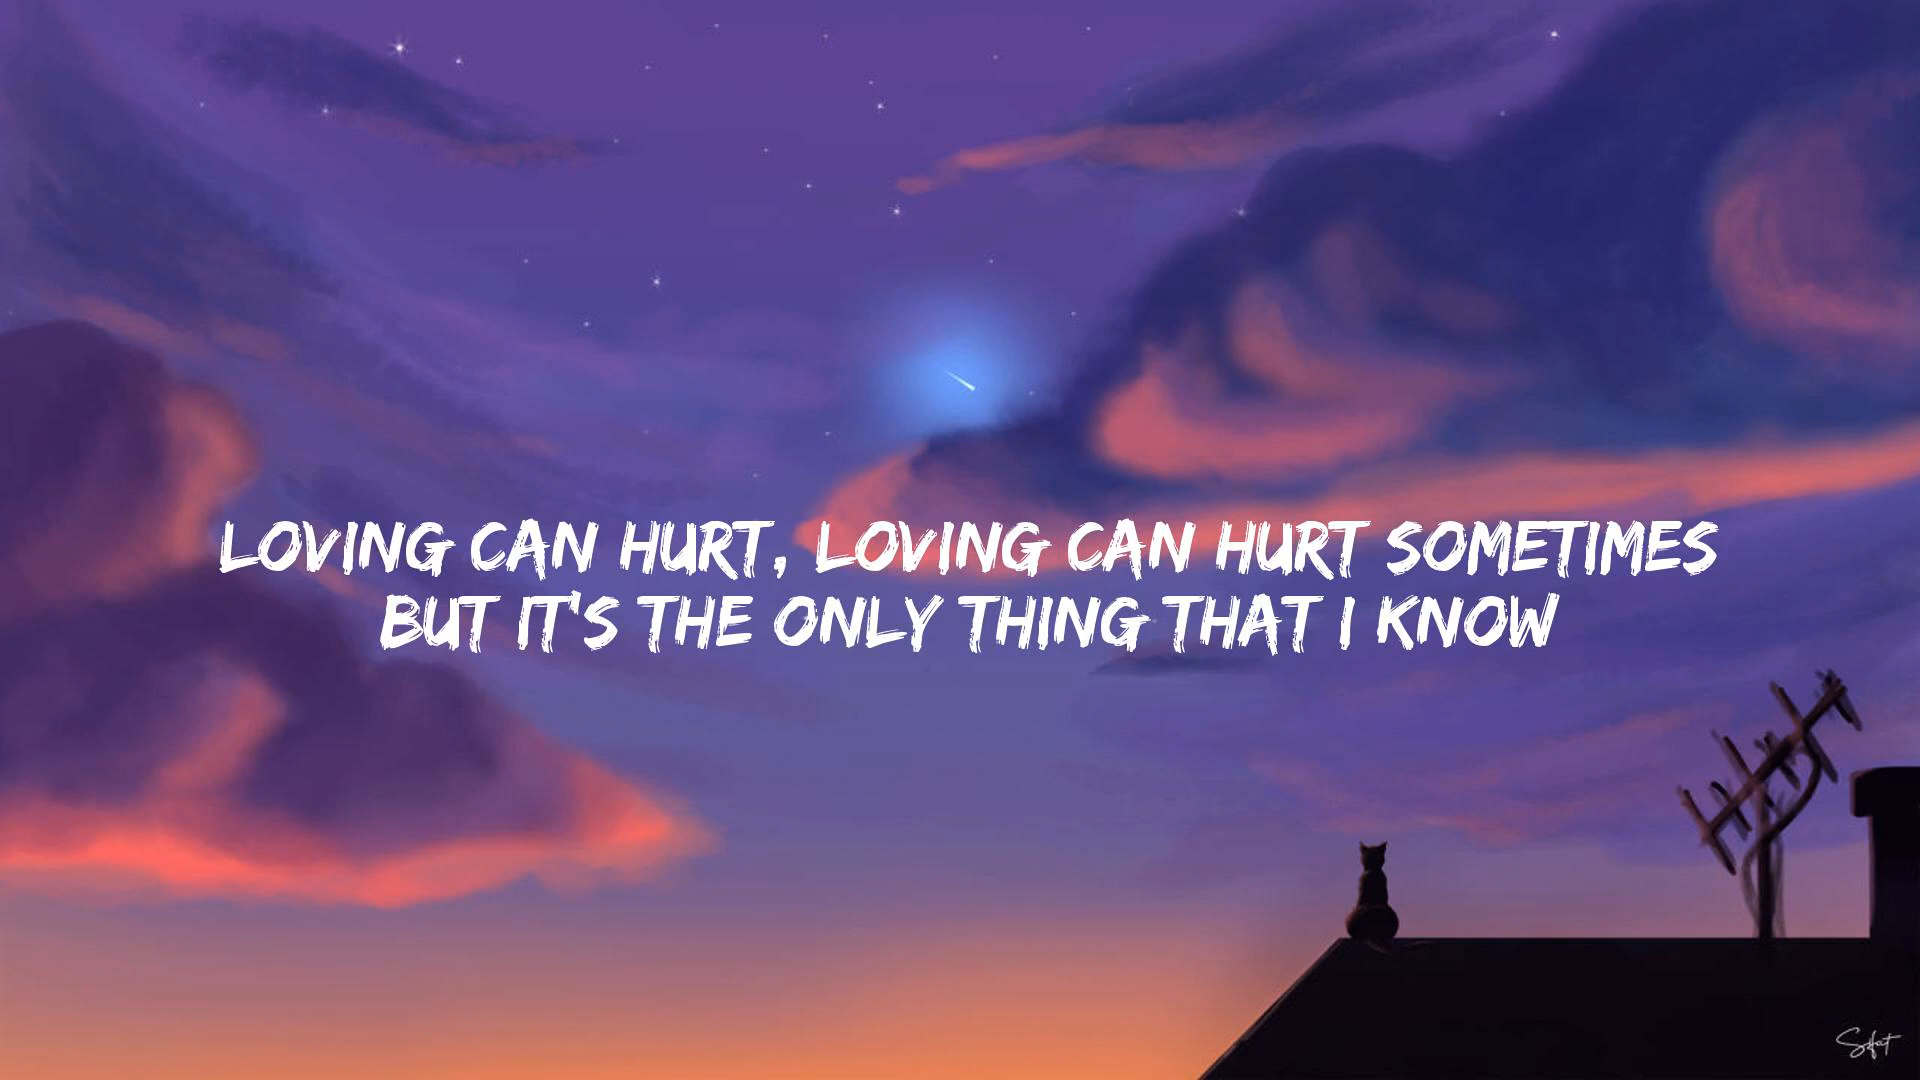 LOVING CAN HURT, LOVING CAN HURT SOMETIMES
BUT IT'S THE ONLY THING THAT I KNOW